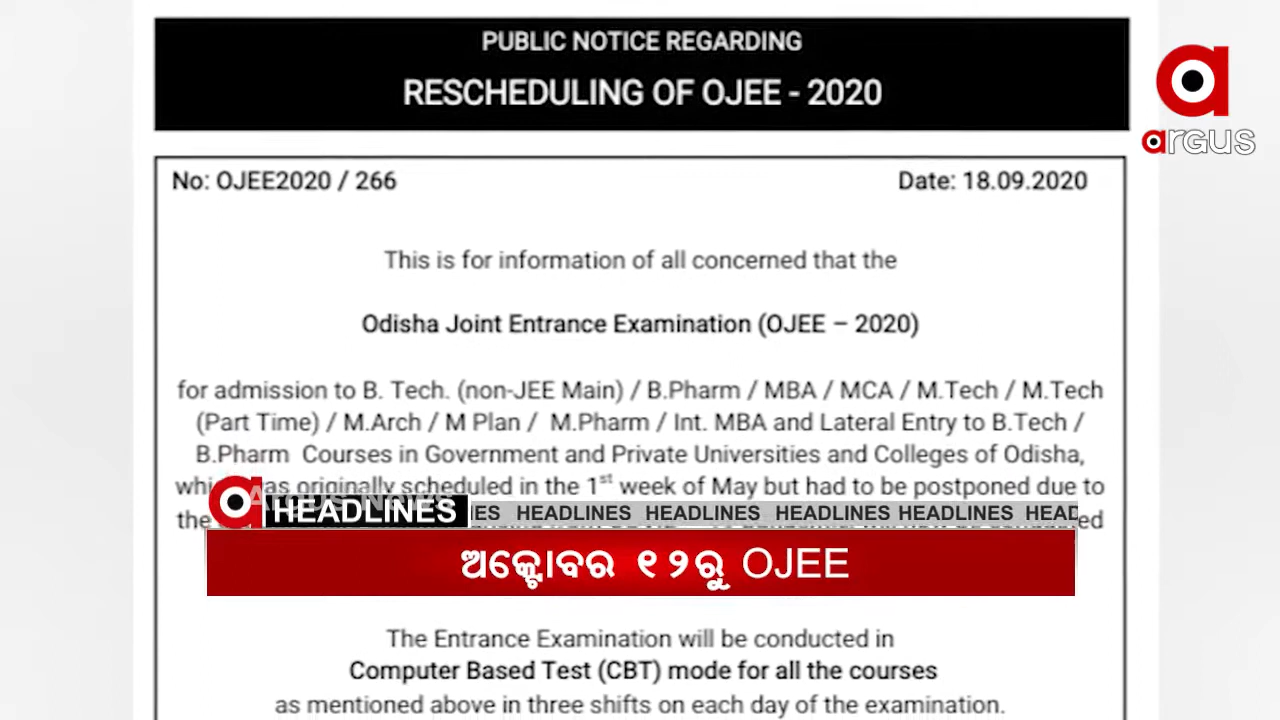 PUBLIC NOTICE REGARDING
RESCHEDULING OF OJEE - 2020
argus
No: OJEE2020 / 266
Date: 18.09.2020
This is for information of all concerned that the
Odisha Joint Entrance Examination (OJEE – 2020)
for admission to B. Tech. (non-JEE Main) / B.Pharm / MBA / MCA / M.Tech / M.Tech
(Part Time) / M.Arch / M Plan / M.Pharm / Int. MBA and Lateral Entry to B.Tech /
B.Pharm Courses in Government and Private Universities and Colleges of Odisha,
was originally scheduled in the 1st week of May but had to be postponed due to
the
ARGUS NEWS
HEADLINES
HEADLINES HEADLINES HEADLINES HEADLINES
ଅକ୍ଟୋବର ୧୨ରୁ OJEE
The Entrance Examination will be conducted in
Computer Based Test (CBT) mode for all the courses
as mentioned above in three shifts on each day of the examination.